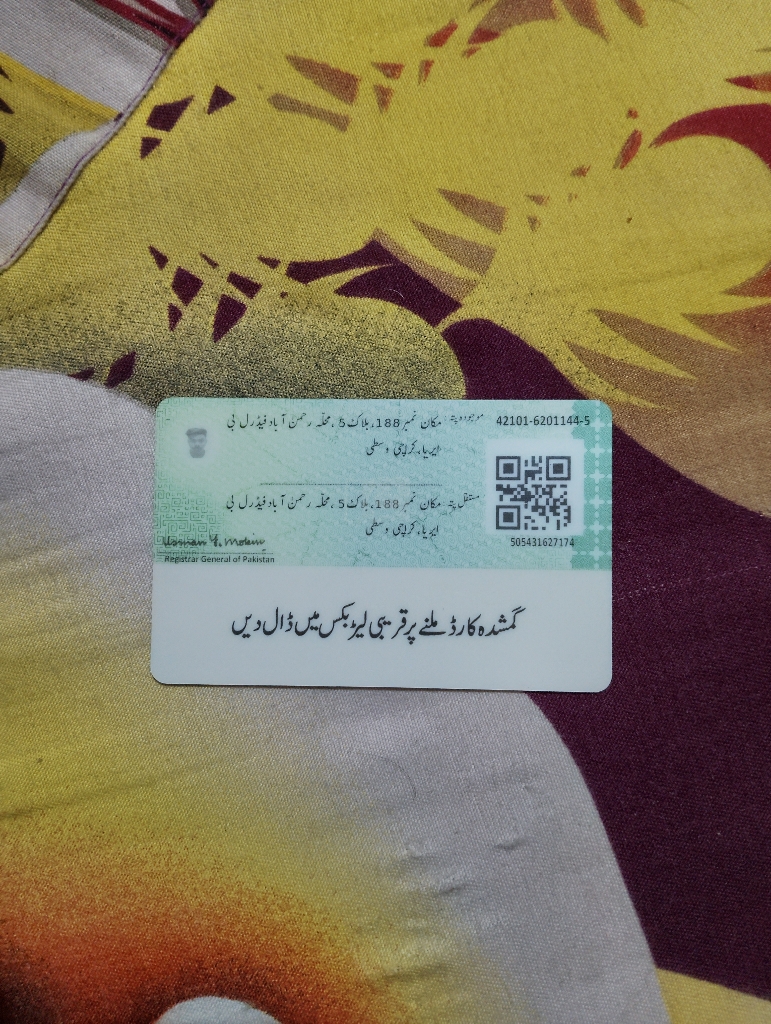 موجودہ پتہ: مکان نمبر 188، بلاک 5، محلہ رحمن آباد فیڈرل بی
ایریا، کراچی وسطی
42101-6201144-5
مستقل پتہ: مکان نمبر 188، بلاک 5، محلہ رحمن آباد فیڈرل بی
ایریا، کراچی وسطی
505431627174
Usman Y. Mobin
Registrar General of Pakistan
گمشدہ کارڈ ملنے پر قریبی لیٹر بکس میں ڈال دیں